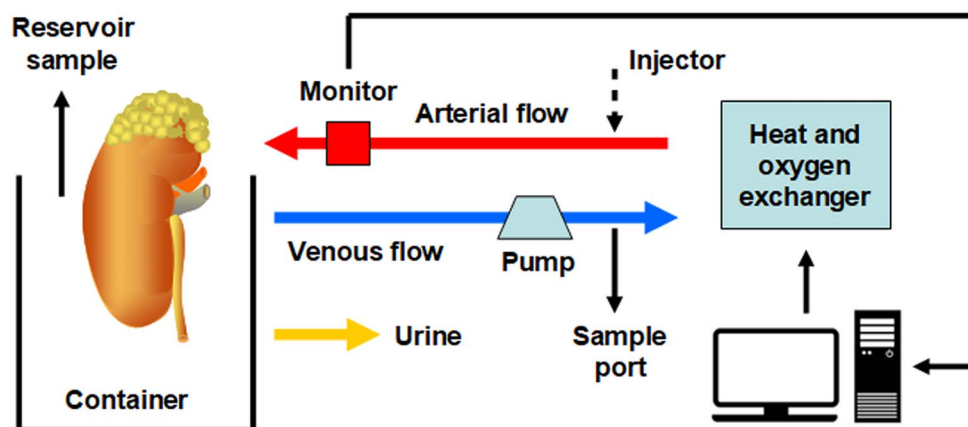 Reservoir
sample
Monitor
Arterial flow
Injector
Heat and
oxygen
exchanger
Venous flow
Pump
Urine
Sample
port
Container